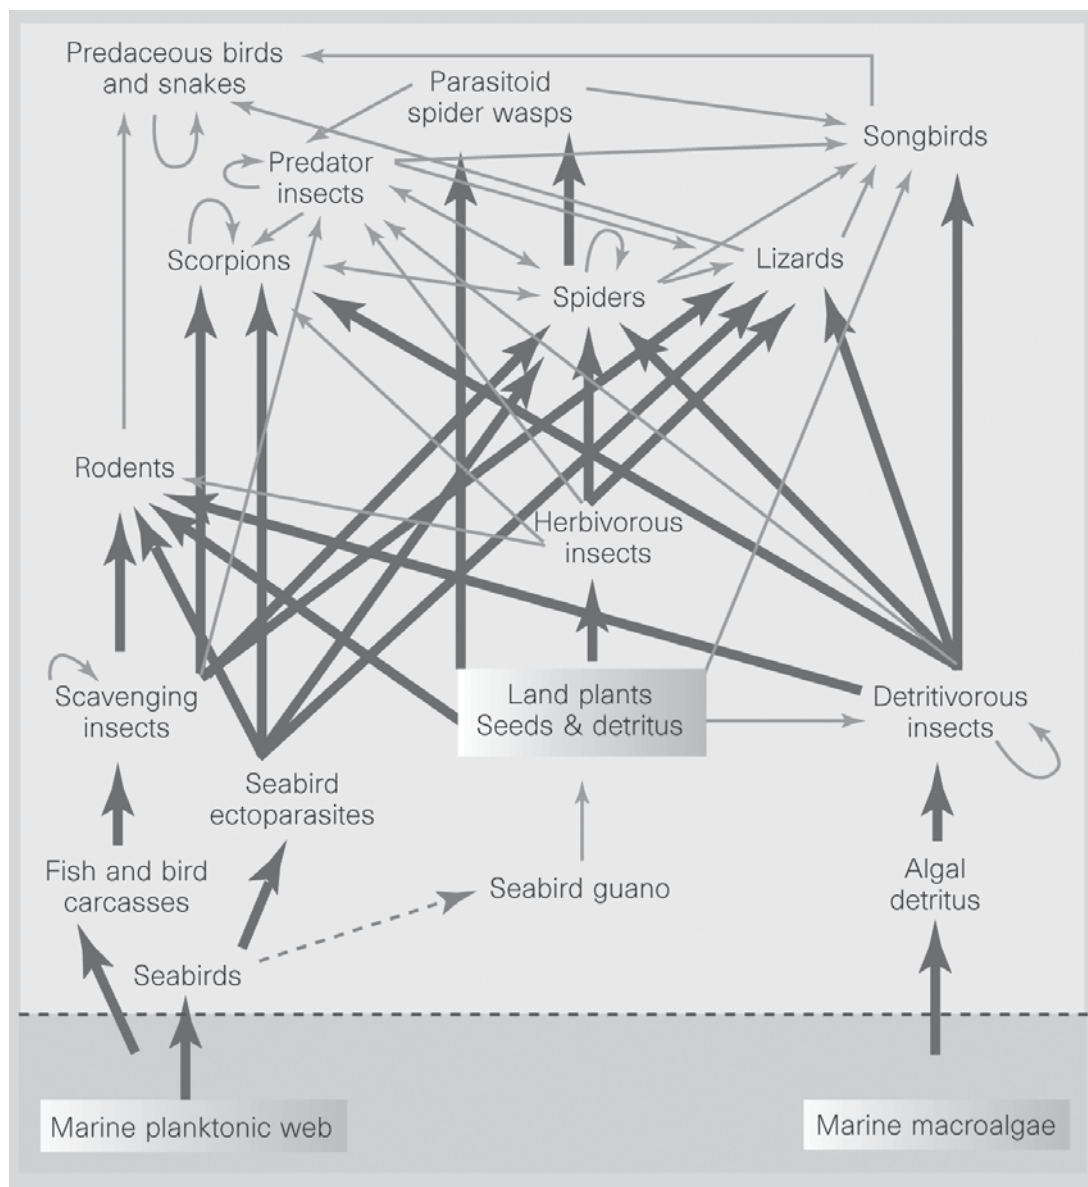 Predaceous birds
and snakes
Parasitoid
spider wasps
Songbirds
Predator
insects
Scorpions
Lizards
Spiders
Rodents
Herbivorous
insects
Scavenging
insects
Land plants
Seeds & detritus
Detritivorous
insects
Seabird
ectoparasites
Fish and bird
carcasses
Seabird guano
Algal
detritus
Seabirds
Marine planktonic web
Marine macroalgae